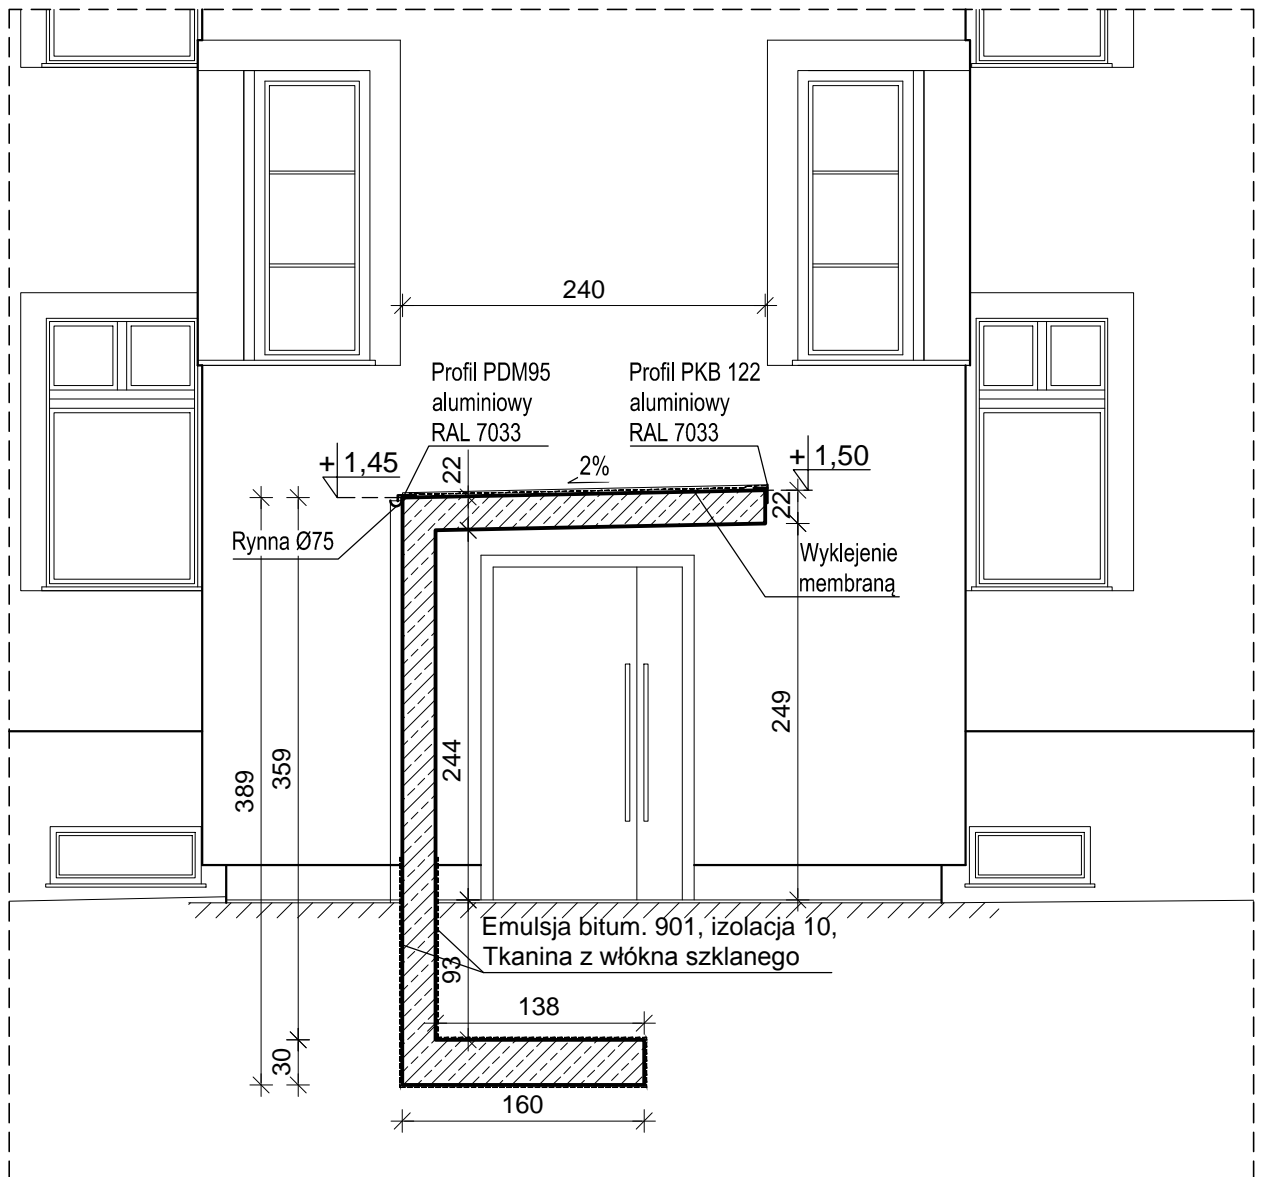 240
Profil PDM95
aluminiowy
RAL 7033
Profil PKB 122
aluminiowy
RAL 7033
+ 1,45
22
2%
+ 1,50
22
Rynna Ø75
Wyklejenie
membraną
249
244
359
389
Emulsja bitum. 901, izolacja 10,
Tkanina z włókna szklanego
93
138
30
160